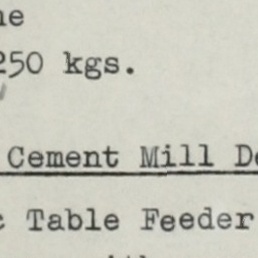 250 kgs.
Cement Mill
Table Feeder